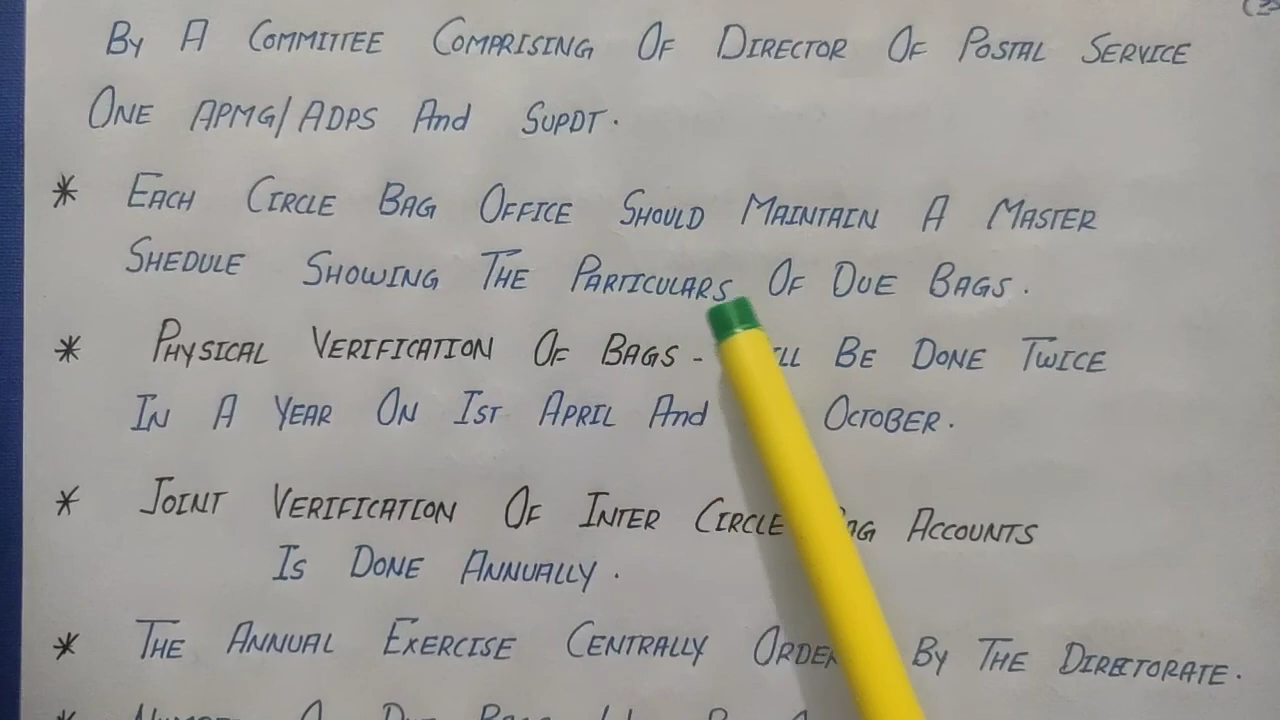 By A Committee Comprising Of Director Of Postal Service
One APMG/ADPS And Supdt.
* Each Circle Bag Office Should Maintain A Master
Shedule Showing The Particulars Of Due Bags.
* Physical Verification Of Bags - Be Done Twice
In A Year On Ist April And October.
* Joint Verification Of Inter Circle Accounts
Is Done Annually.
* The Annual Exercise Centrally By The Directorate.